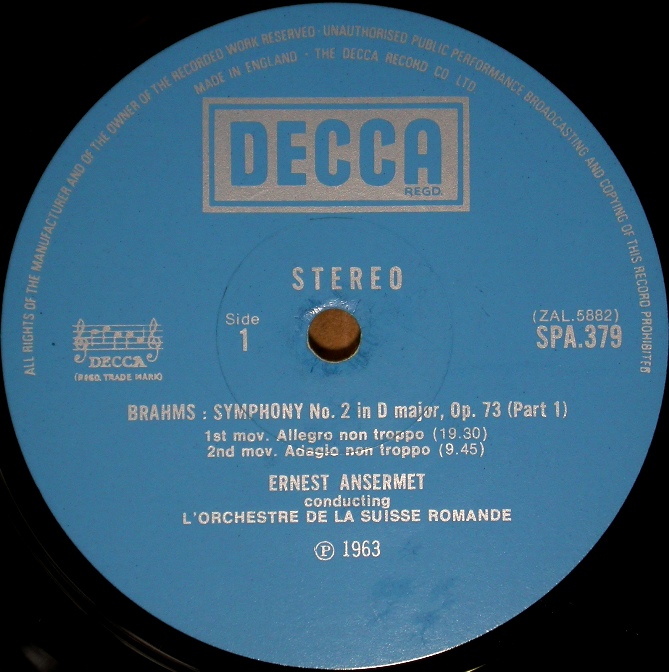 ALL RIGHTS OF THE MANUFACTURER AND OF THE OWNER OF THE RECORDED WORK RESERVED · UNAUTHORISED PUBLIC PERFORMANCE BROADCASTING AND COPYING OF THIS RECORD PROHIBITED
MADE IN ENGLAND · THE DECCA RECORD CO LTD.
DECCA
REGD.
STEREO
Side
1
(ZAL.5882)
SPA.379
DECCA
(REGD. TRADE MARK)
BRAHMS : SYMPHONY No. 2 in D major, Op. 73 (Part 1)
1st mov. Allegro non troppo (19.30)
2nd mov. Adagio non troppo (9.45)
ERNEST ANSERMET
conducting
L'ORCHESTRE DE LA SUISSE ROMANDE
℗ 1963